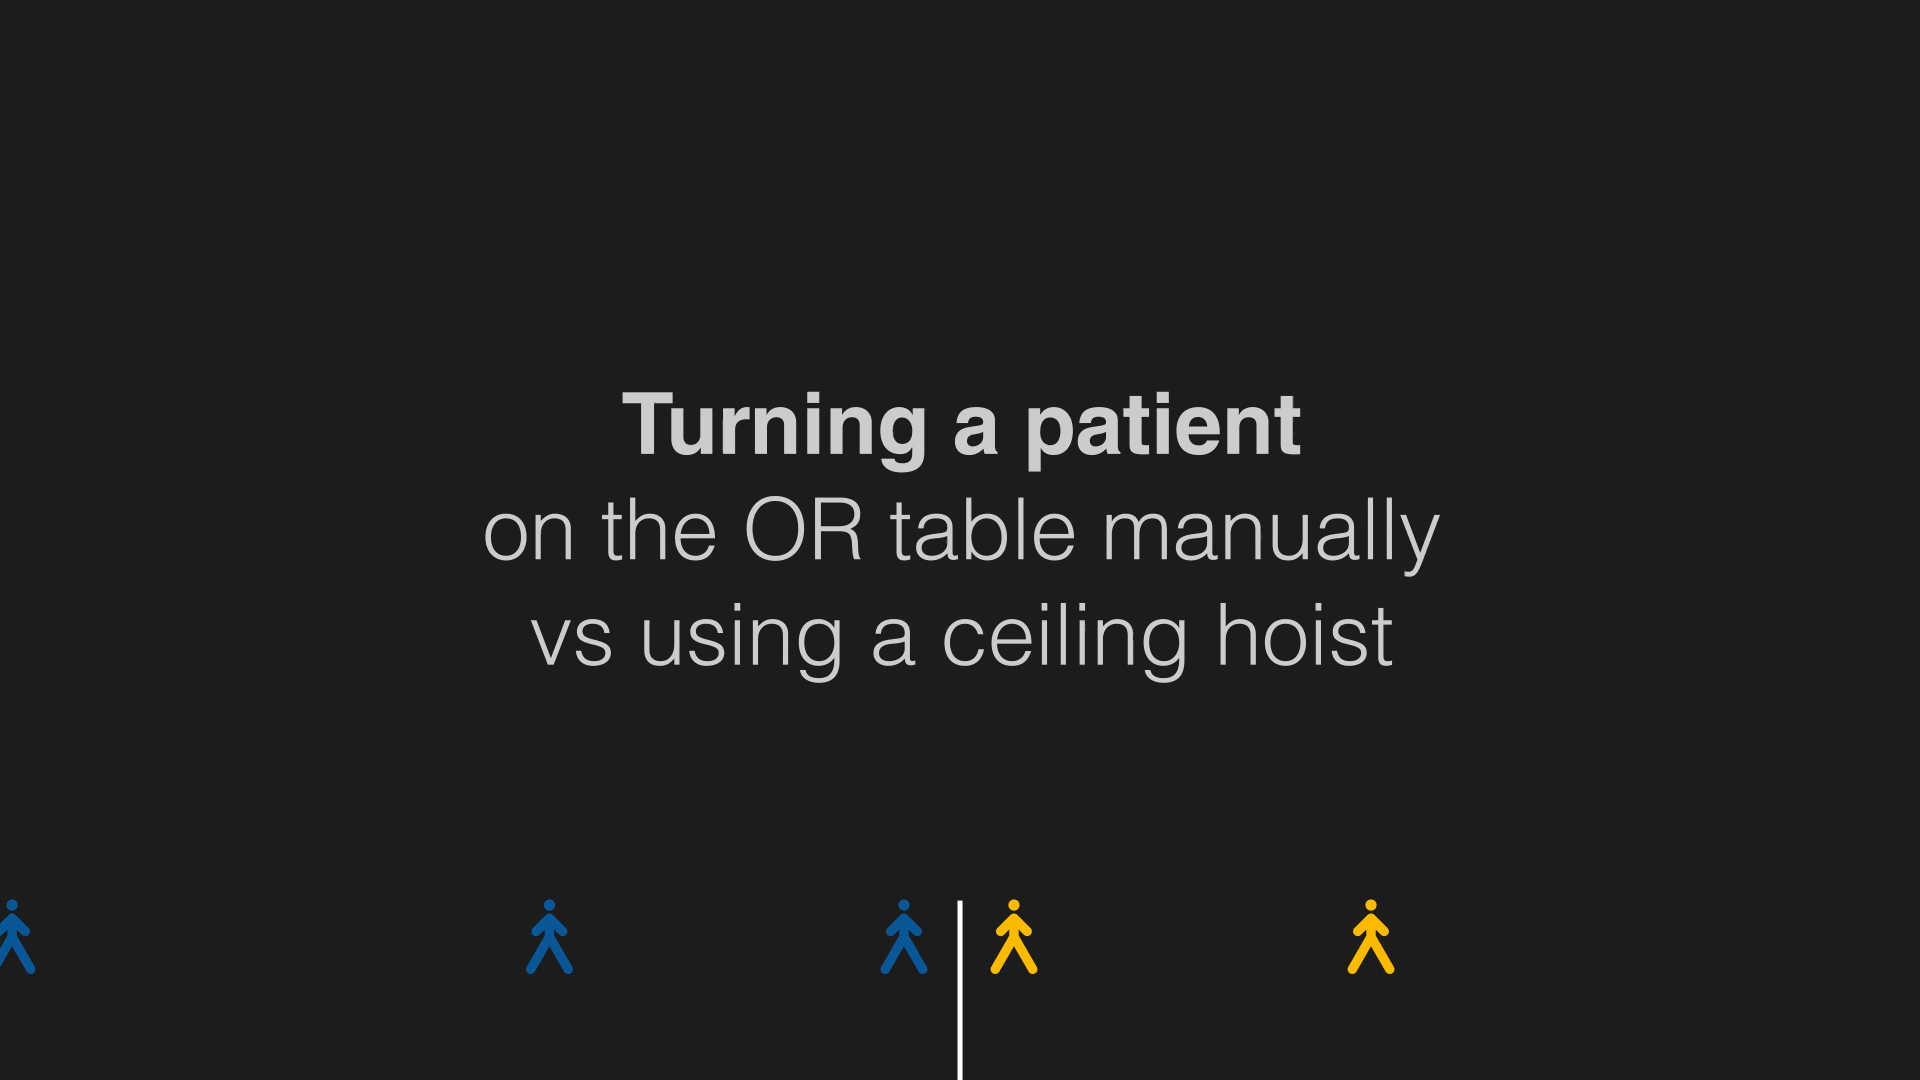 Turning a patient
on the OR table manually
vs using a ceiling hoist